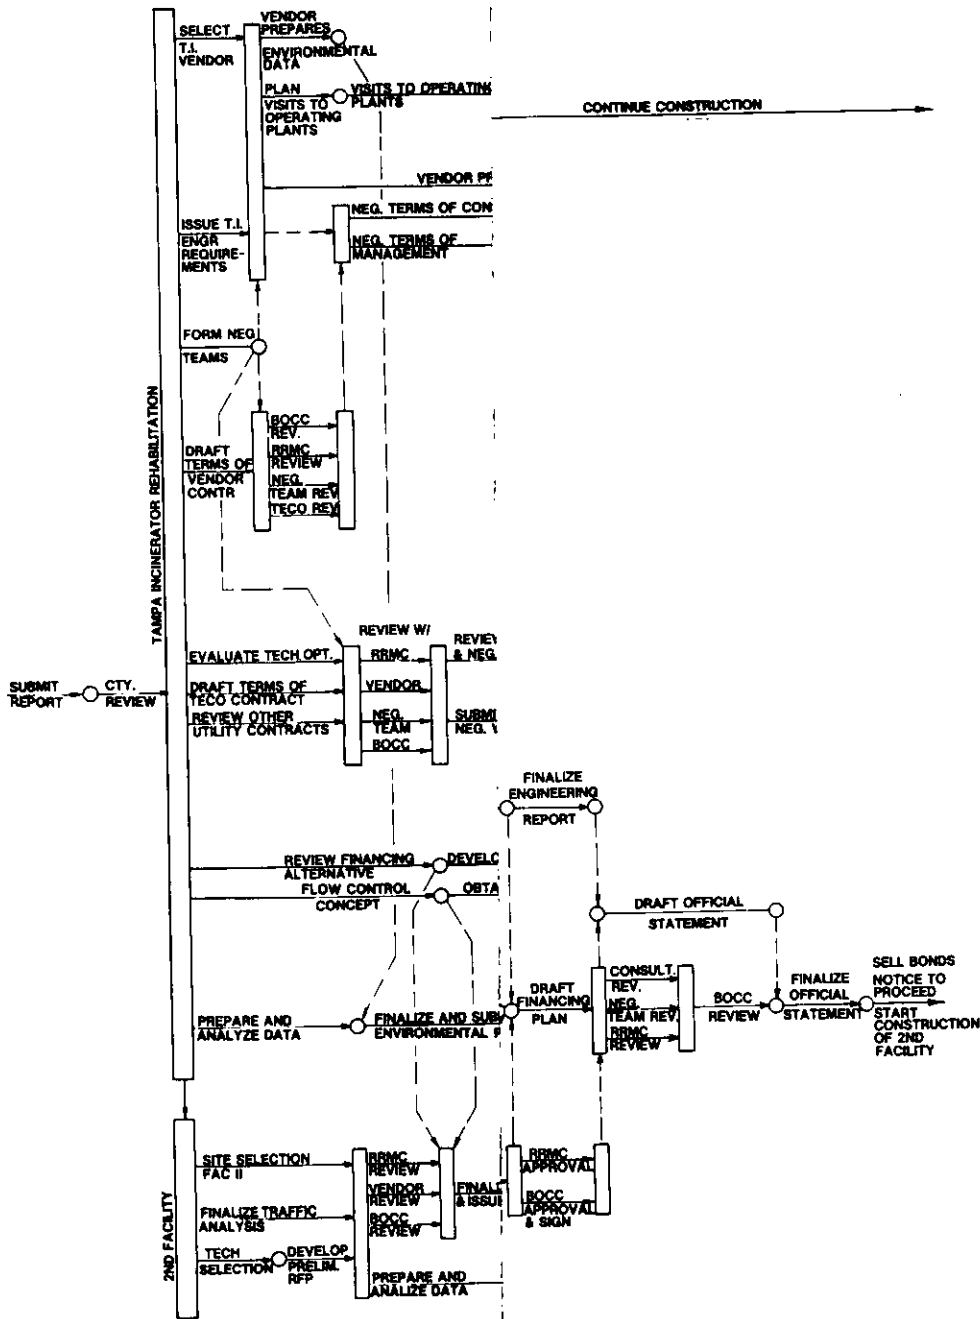 SELECT
T.I.
VENDOR
VENDOR
PREPARES
ENVIRONMENTAL
DATA
PLAN
VISITS TO
OPERATING
PLANTS
VISITS TO OPERATING
PLANTS
CONTINUE CONSTRUCTION
VENDOR
ISSUE T.I.
ENGR
REQUIRE-
MENTS
NEG. TERMS OF
NEG. TERMS OF
MANAGEMENT
FORM NEG
TEAMS
TAMPA INCINERATOR REHABILITATION
DRAFT
TERMS OF
VENDOR
CONTR
BOCC
REV.
RRMC
REVIEW
NEG.
TEAM REV
TECO REV
SUBMIT
REPORT
CTY.
REVIEW
EVALUATE TECH OPT.
DRAFT TERMS OF
TECO CONTRACT
REVIEW OTHER
UTILITY CONTRACTS
REVIEW W/
RRMC
VENDOR
NEG.
TEAM
BOCC
& NEG.
NEG.
FINALIZE
ENGINEERING
REPORT
REVIEW FINANCING
ALTERNATIVE
FLOW CONTROL
CONCEPT
DRAFT OFFICIAL
STATEMENT
PREPARE AND
ANALYZE DATA
FINALIZE AND
ENVIRONMENTAL
DRAFT
FINANCING
PLAN
CONSULT.
REV.
NEG.
TEAM REV.
RRMC
REVIEW
BOCC
REVIEW
FINALIZE
OFFICIAL
STATEMENT
SELL BONDS
NOTICE TO
PROCEED
START
CONSTRUCTION
OF 2ND
FACILITY
2ND FACILITY
SITE SELECTION
FAC II
FINALIZE TRAFFIC
ANALYSIS
TECH
SELECTION
DEVELOP
PRELIM.
RFP
RRMC
REVIEW
VENDOR
REVIEW
BOCC
REVIEW
PREPARE AND
ANALIZE DATA
RRMC
APPROVAL
BOCC
APPROVAL
& SIGN